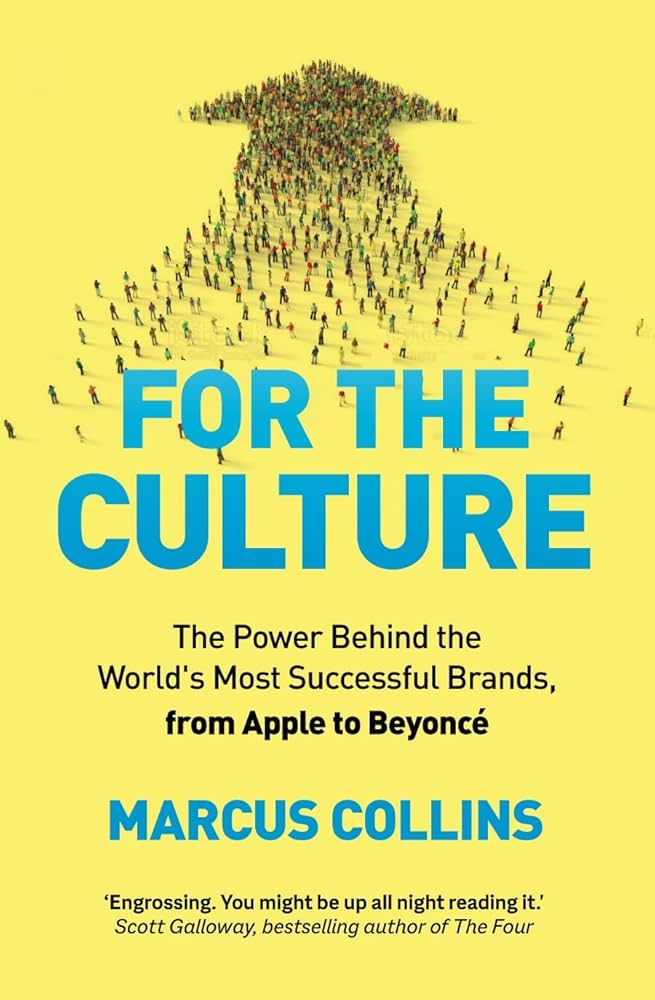 FOR THE
CULTURE
The Power Behind the
World's Most Successful Brands,
from Apple to Beyoncé
MARCUS COLLINS
‘Engrossing. You might be up all night reading it.’
Scott Galloway, bestselling author of The Four